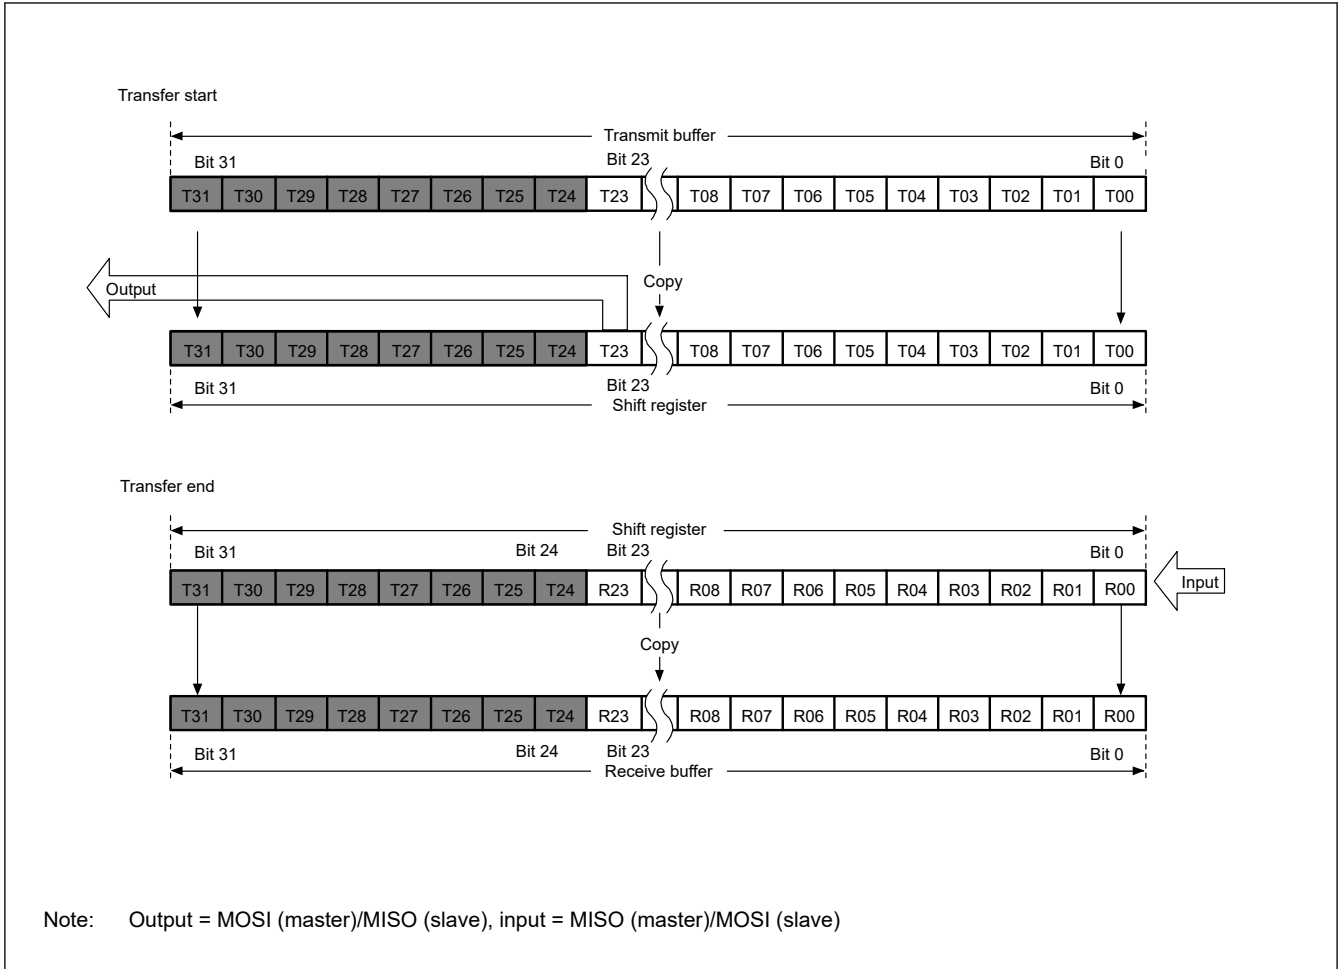 Transfer start
Transmit buffer
Bit 31 Bit 23 Bit 0
T31 T30 T29 T28 T27 T26 T25 T24 T23 T08 T07 T06 T05 T04 T03 T02 T01 T00
Output Copy
T31 T30 T29 T28 T27 T26 T25 T24 T23 T08 T07 T06 T05 T04 T03 T02 T01 T00
Bit 31 Bit 23 Bit 0
Shift register
Transfer end
Shift register
Bit 31 Bit 24 Bit 23 Bit 0
T31 T30 T29 T28 T27 T26 T25 T24 R23 R08 R07 R06 R05 R04 R03 R02 R01 R00 Input
Copy
T31 T30 T29 T28 T27 T26 T25 T24 R23 R08 R07 R06 R05 R04 R03 R02 R01 R00
Bit 31 Bit 24 Bit 23 Bit 0
Receive buffer
Note: Output = MOSI (master)/MISO (slave), input = MISO (master)/MOSI (slave)